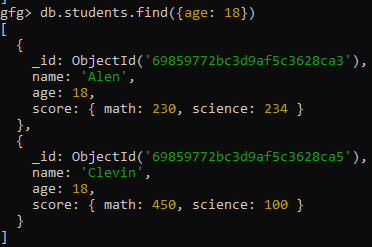 gfg> db.students.find({age: 18})
[
  {
    _id: ObjectId('69859772bc3d9af5c3628ca3'),
    name: 'Alen',
    age: 18,
    score: { math: 230, science: 234 }
  },
  {
    _id: ObjectId('69859772bc3d9af5c3628ca5'),
    name: 'Clevin',
    age: 18,
    score: { math: 450, science: 100 }
  }
]